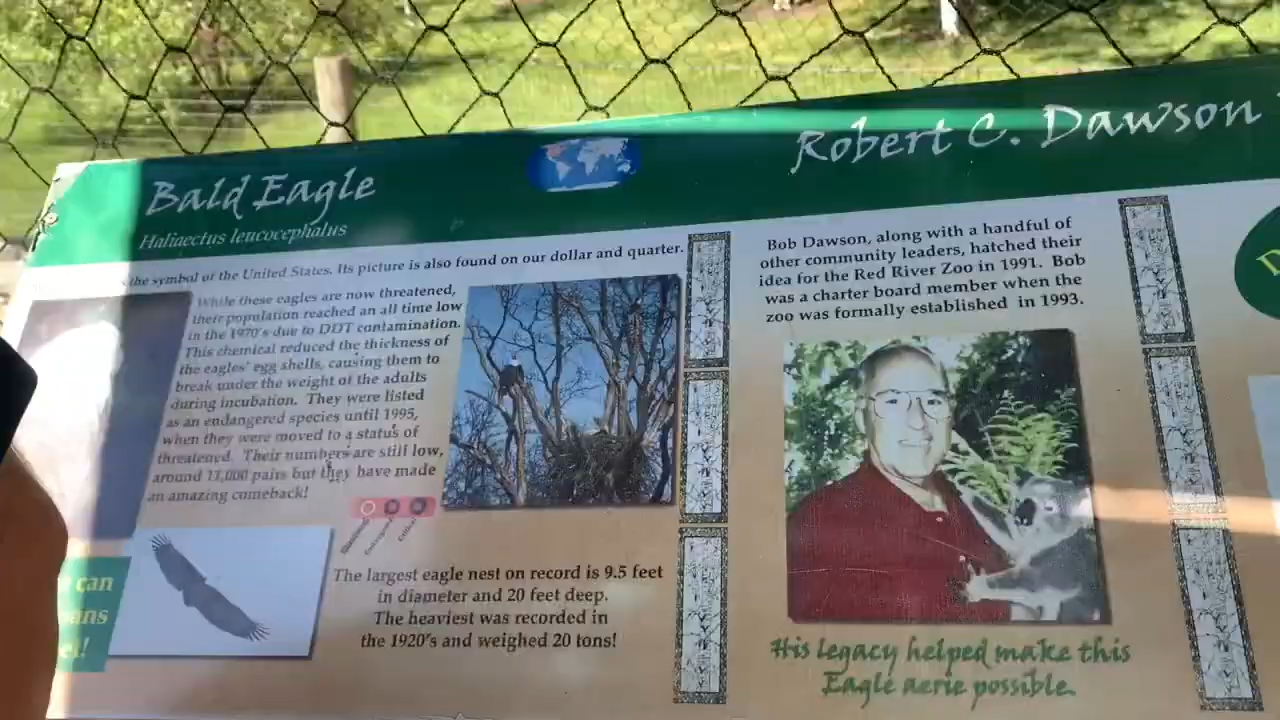 Bald Eagle
Haliaectus leucocephalus
the symbol of the United States. Its picture is also found on our dollar and quarter.
While these eagles are now threatened,
their population reached an all time low
in the 1970's due to DDT contamination.
This chemical reduced the thickness of
the eagles' egg shells, causing them to
break under the weight of the adults
during incubation. They were listed
as an endangered species until 1995,
when they were moved to a status of
threatened. Their numbers are still low,
around 13,000 pairs but they have made
an amazing comeback!
can
The largest eagle nest on record is 9.5 feet
in diameter and 20 feet deep.
The heaviest was recorded in
the 1920's and weighed 20 tons!
Robert C. Dawson
Bob Dawson, along with a handful of
other community leaders, hatched their
idea for the Red River Zoo in 1991. Bob
was a charter board member when the
zoo was formally established in 1993.
His legacy helped make this
Eagle aerie possible.